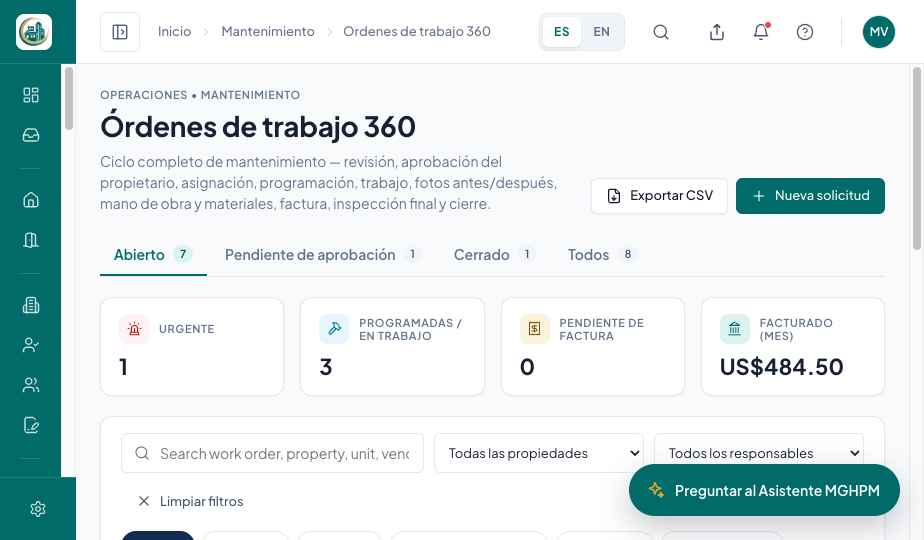 Inicio
Mantenimiento
Ordenes de trabajo 360
ES
EN
MV
OPERACIONES • MANTENIMIENTO
Órdenes de trabajo 360
Ciclo completo de mantenimiento — revisión, aprobación del
propietario, asignación, programación, trabajo, fotos antes/después,
mano de obra y materiales, factura, inspección final y cierre.
Exportar CSV
Nueva solicitud
Abierto 7
Pendiente de aprobación 1
Cerrado 1
Todos 8
URGENTE
1
PROGRAMADAS /
EN TRABAJO
3
PENDIENTE DE
FACTURA
0
FACTURADO
(MES)
US$484.50
Search work order, property, unit, venc
Todas las propiedades
Todos los responsables
Limpiar filtros
Preguntar al Asistente MGHPM